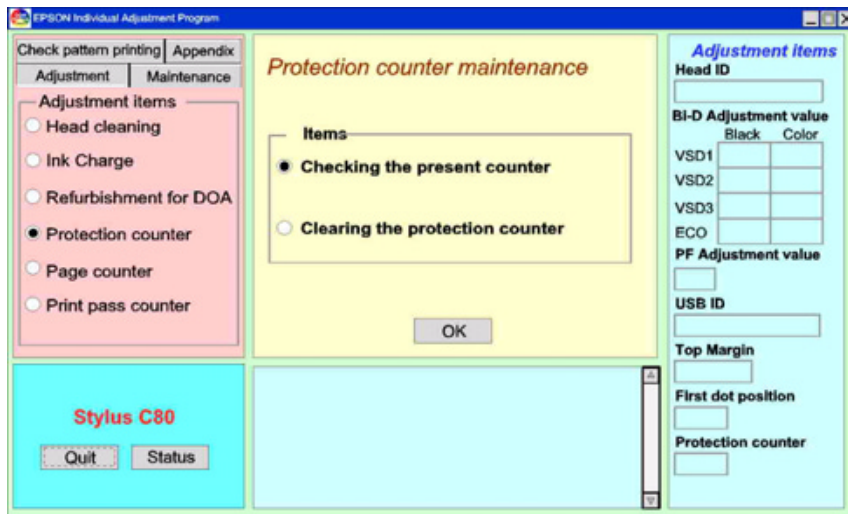 EPSON Individual Adjustment Program
Check pattern printing
Appendix
Adjustment
Maintenance
Adjustment items
Head cleaning
Ink Charge
Refurbishment for DOA
Protection counter
Page counter
Print pass counter
Protection counter maintenance
Items
Checking the present counter
Clearing the protection counter
OK
Stylus C80
Quit
Status
Adjustment items
Head ID
Bi-D Adjustment value
Black Color
VSD1
VSD2
VSD3
ECO
PF Adjustment value
USB ID
Top Margin
First dot position
Protection counter